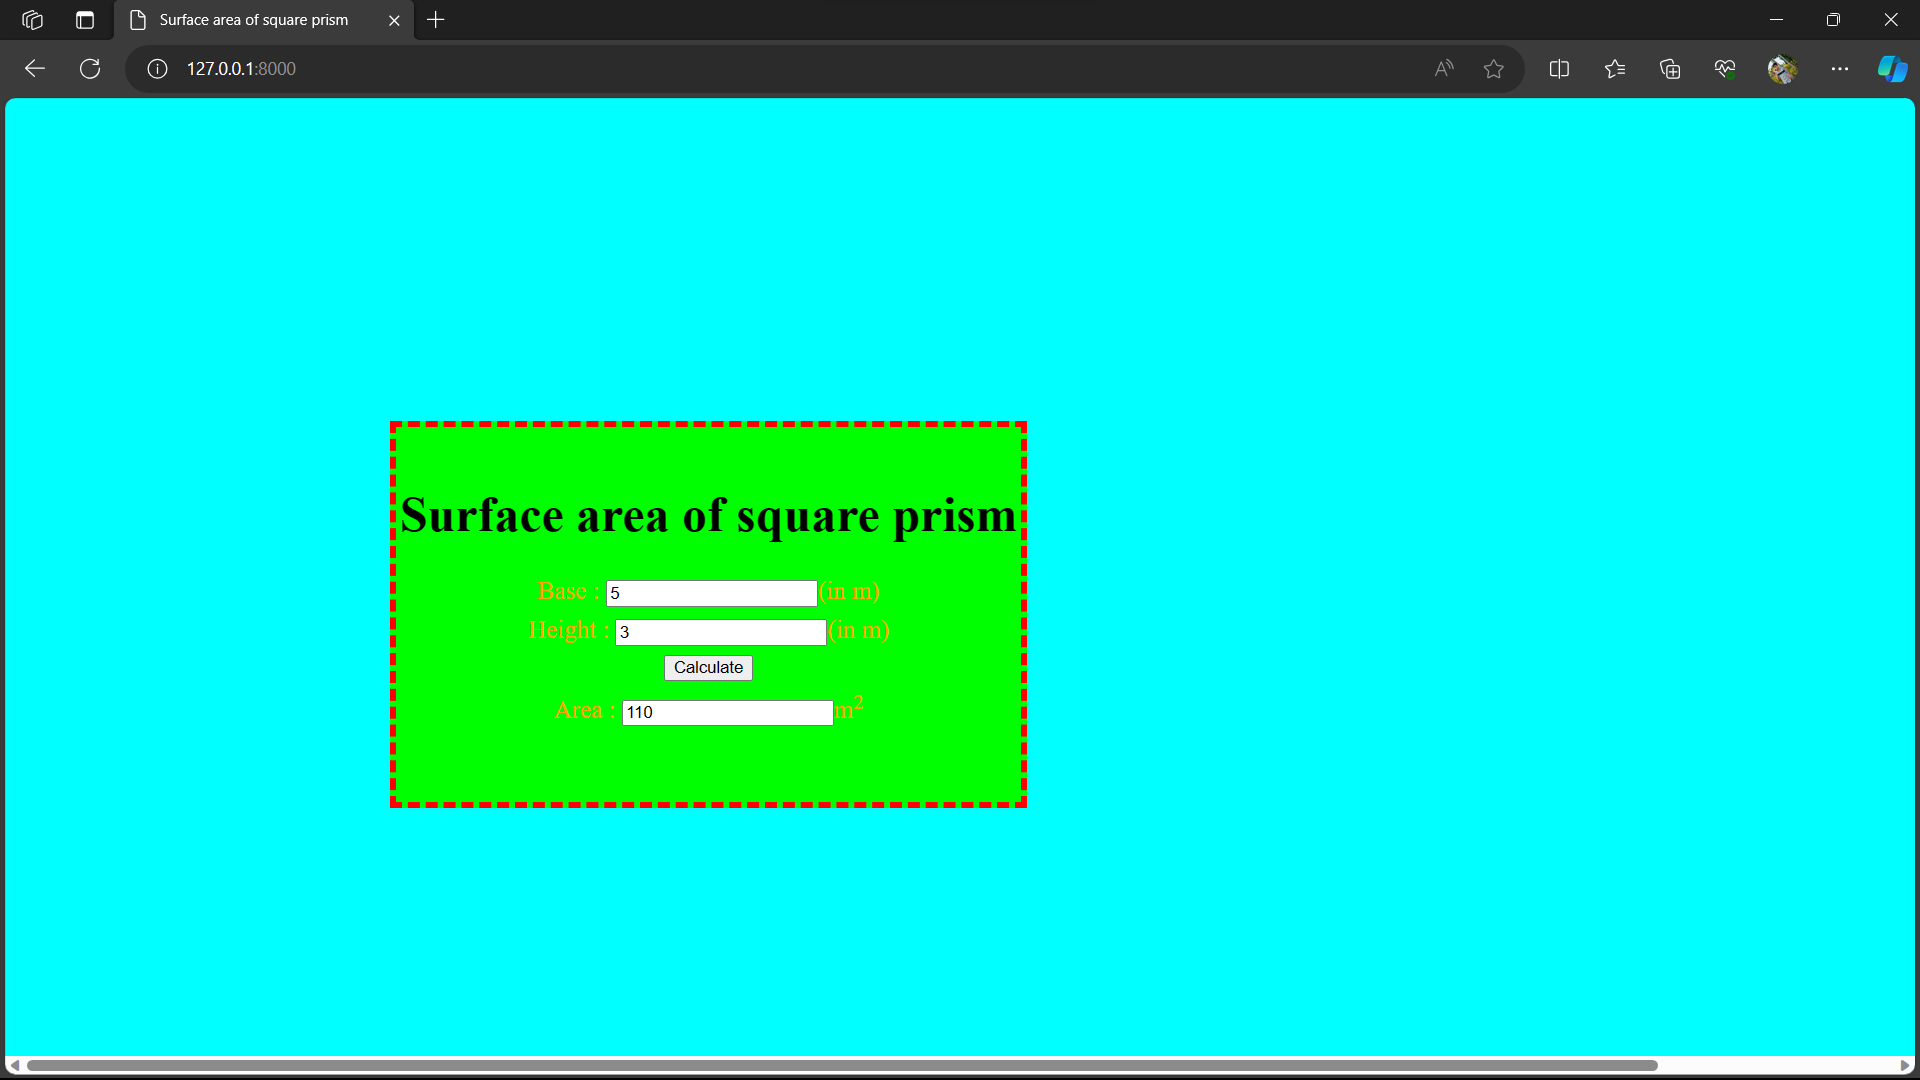 Surface area of square prism
127.0.0.1:8000
Surface area of square prism
Base : 5 (in m)
Height : 3 (in m)
Calculate
Area : 110 m²